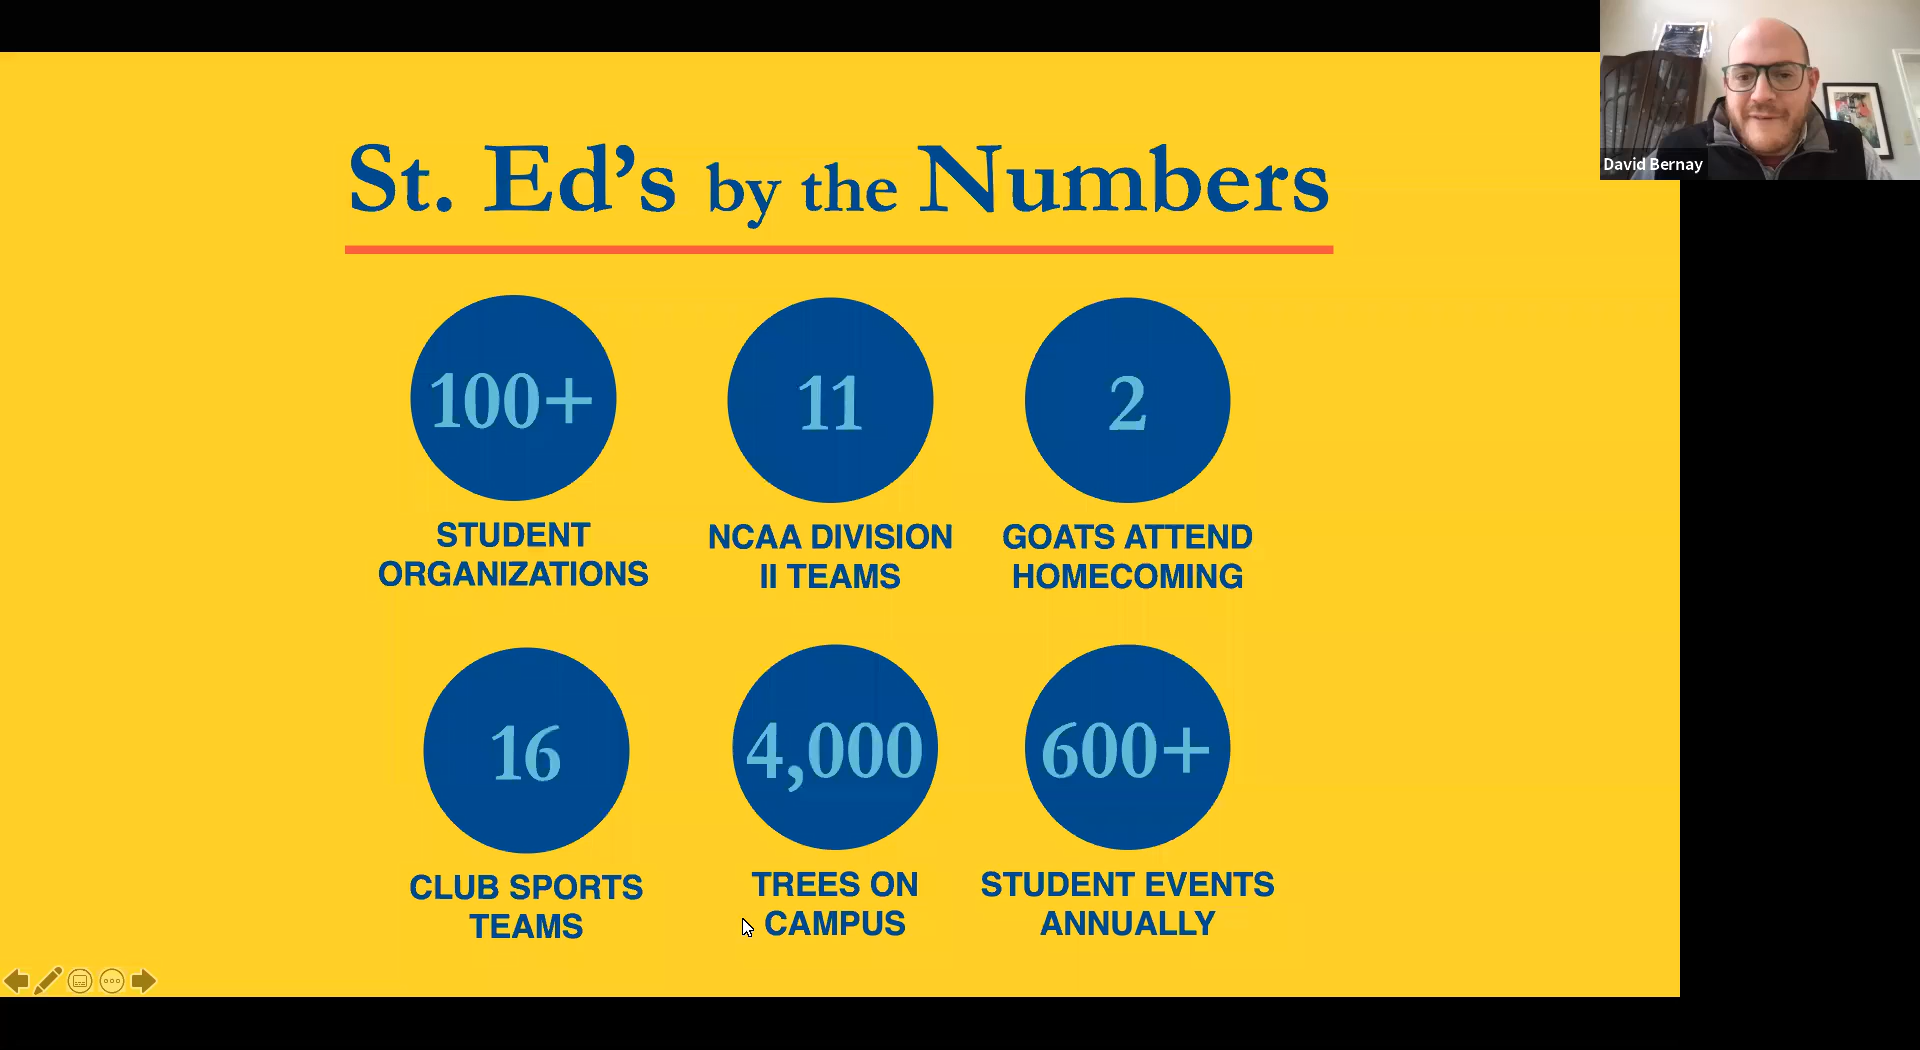 St. Ed’s by the Numbers
David Bernay
100+
STUDENT
ORGANIZATIONS
11
NCAA DIVISION
II TEAMS
2
GOATS ATTEND
HOMECOMING
16
CLUB SPORTS
TEAMS
4,000
TREES ON
CAMPUS
600+
STUDENT EVENTS
ANNUALLY